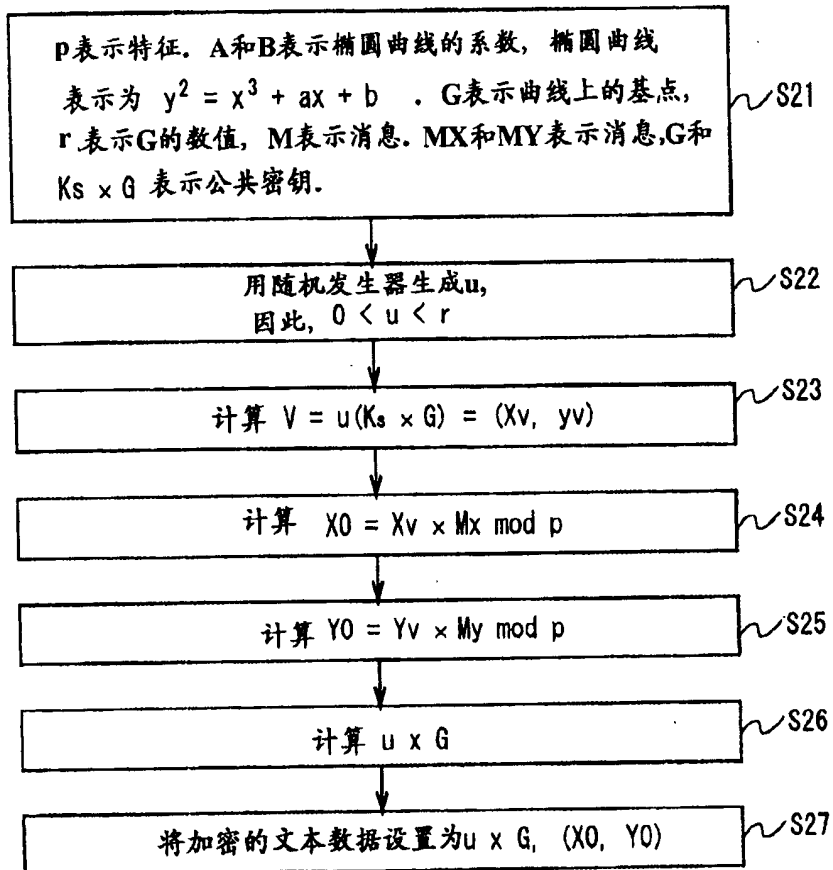 p表示特征. A和B表示椭圆曲线的系数, 椭圆曲线
表示为 y² = x³ + ax + b . G表示曲线上的基点,
r 表示G的数值, M表示消息. MX和MY表示消息,G和
Ks × G 表示公共密钥.
S21
用随机发生器生成u,
因此, 0 < u < r
S22
计算 V = u(Ks × G) = (Xv, yv)
S23
计算 X0 = Xv × Mx mod p
S24
计算 Y0 = Yv × My mod p
S25
计算 u x G
S26
将加密的文本数据设置为u x G, (X0, Y0)
S27